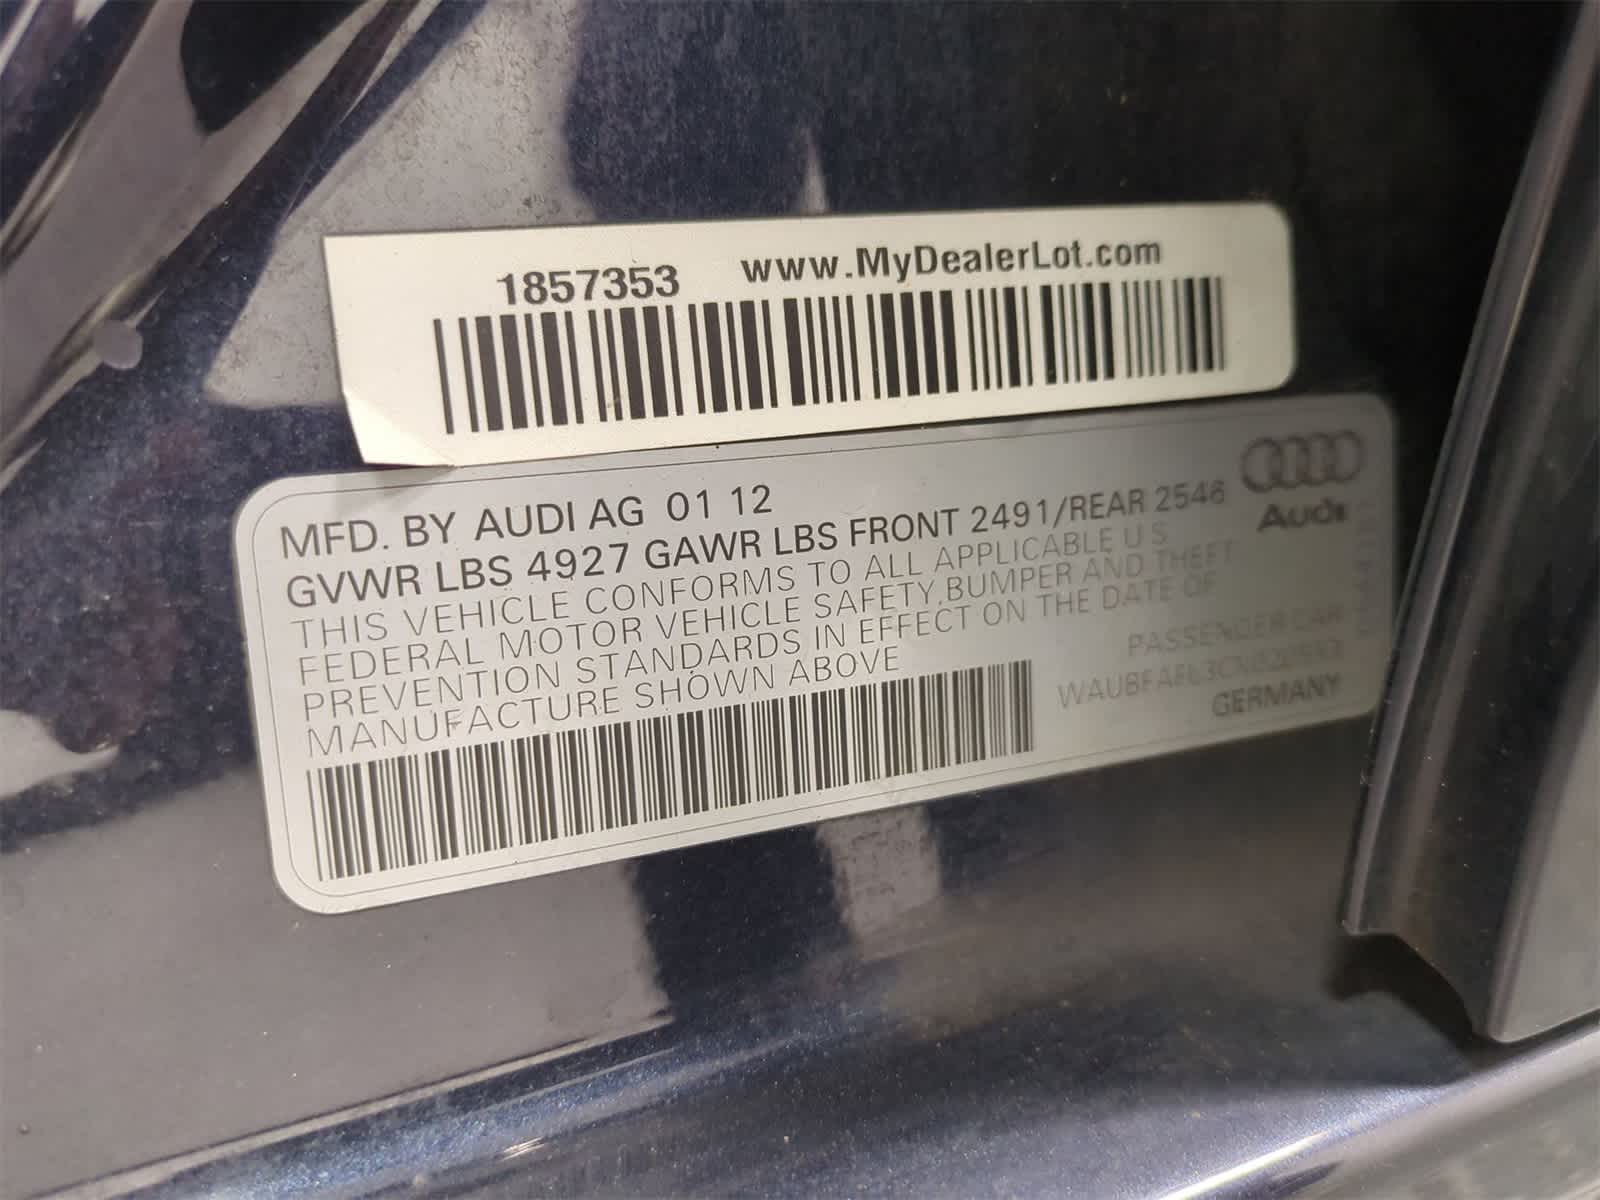 1857353 www.MyDealerLot.com
MFD. BY AUDI AG 01 12
GVWR LBS 4927 GAWR LBS FRONT 2491/REAR 2546
THIS VEHICLE CONFORMS TO ALL APPLICABLE U S
FEDERAL MOTOR VEHICLE SAFETY, BUMPER AND THEFT
PREVENTION STANDARDS IN EFFECT ON THE DATE OF
MANUFACTURE SHOWN ABOVE
Audi
PASSENGER CAR
GERMANY